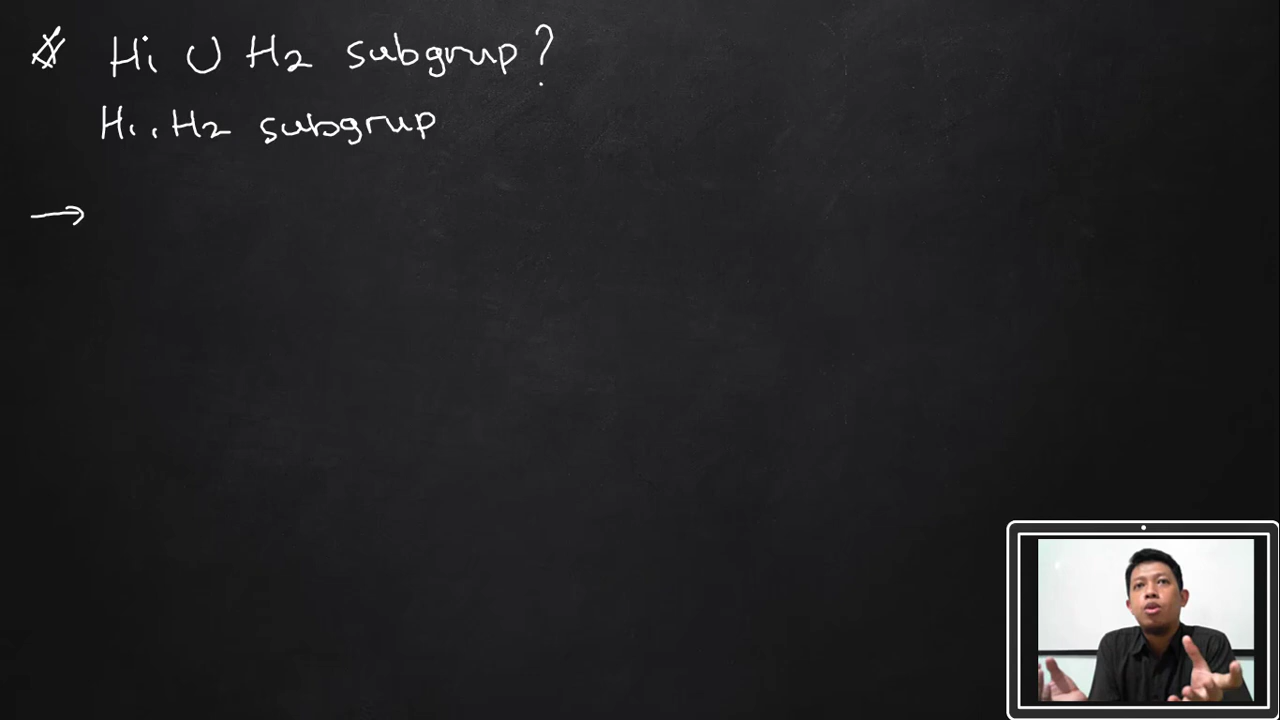 * H1 ∪ H2 subgrup?
H1, H2 subgrup
→